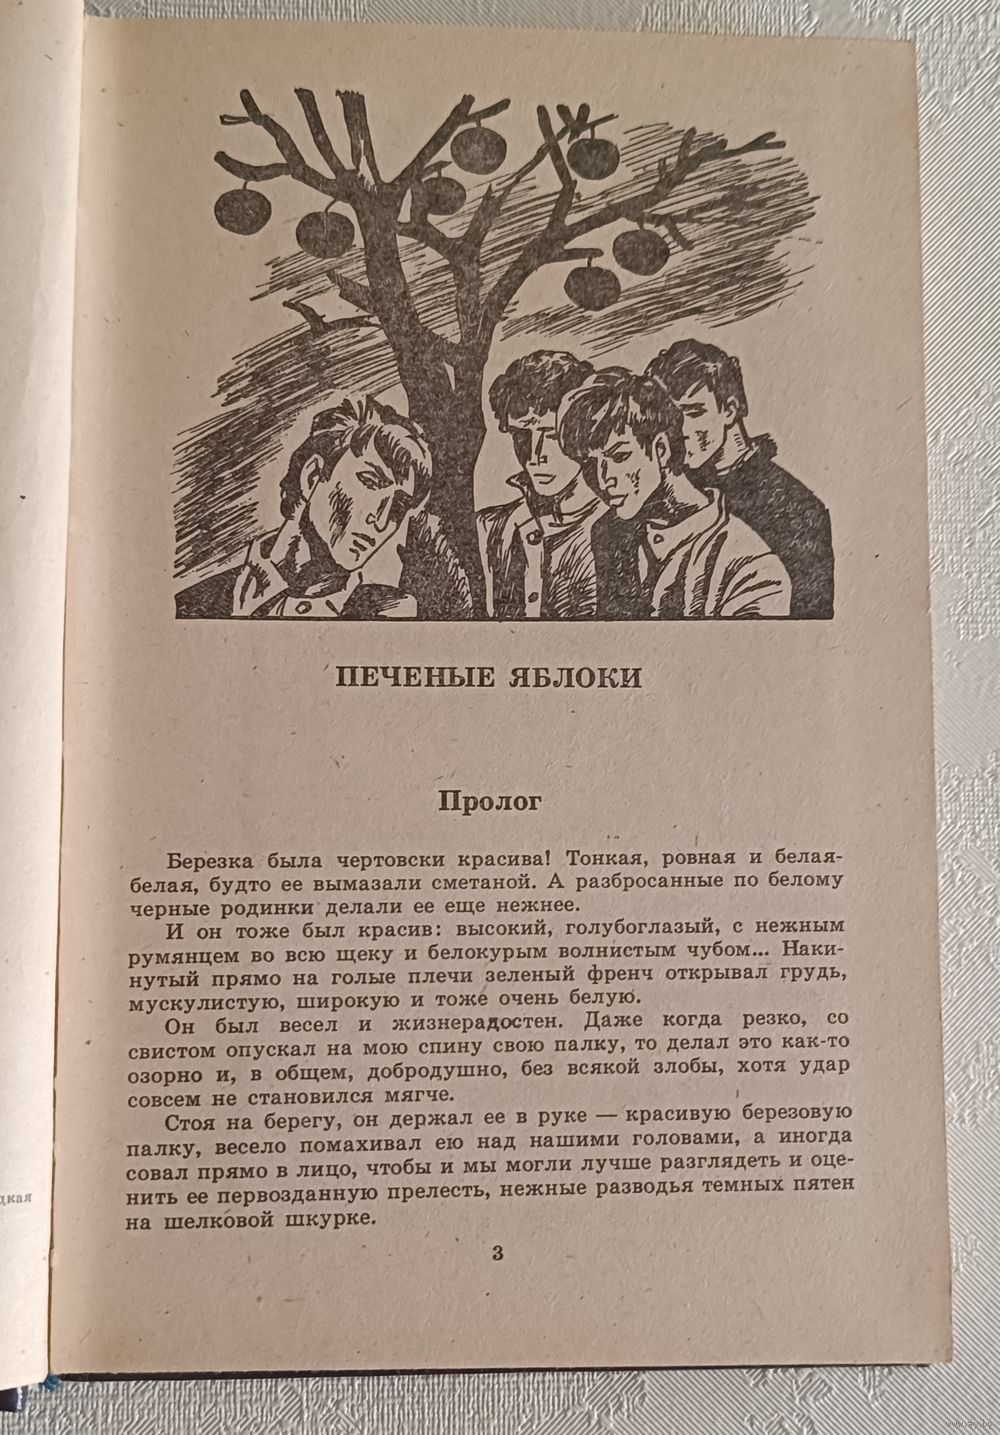 ПЕЧЕНЫЕ ЯБЛОКИ
Пролог
Березка была чертовски красива! Тонкая, ровная и белая-
белая, будто ее вымазали сметаной. А разбросанные по белому
черные родинки делали ее еще нежнее.
И он тоже был красив: высокий, голубоглазый, с нежным
румянцем во всю щеку и белокурым волнистым чубом... Наки-
нутый прямо на голые плечи зеленый френч открывал грудь,
мускулистую, широкую и тоже очень белую.
Он был весел и жизнерадостен. Даже когда резко, со
свистом опускал на мою спину свою палку, то делал это как-то
озорно и, в общем, добродушно, без всякой злобы, хотя удар
совсем не становился мягче.
Стоя на берегу, он держал ее в руке — красивую березовую
палку, весело помахивал ею над нашими головами, а иногда
совал прямо в лицо, чтобы и мы могли лучше разглядеть и оце-
нить ее первозданную прелесть, нежные разводья темных пятен
на шелковой шкурке.
3
цкая
www.ay.by